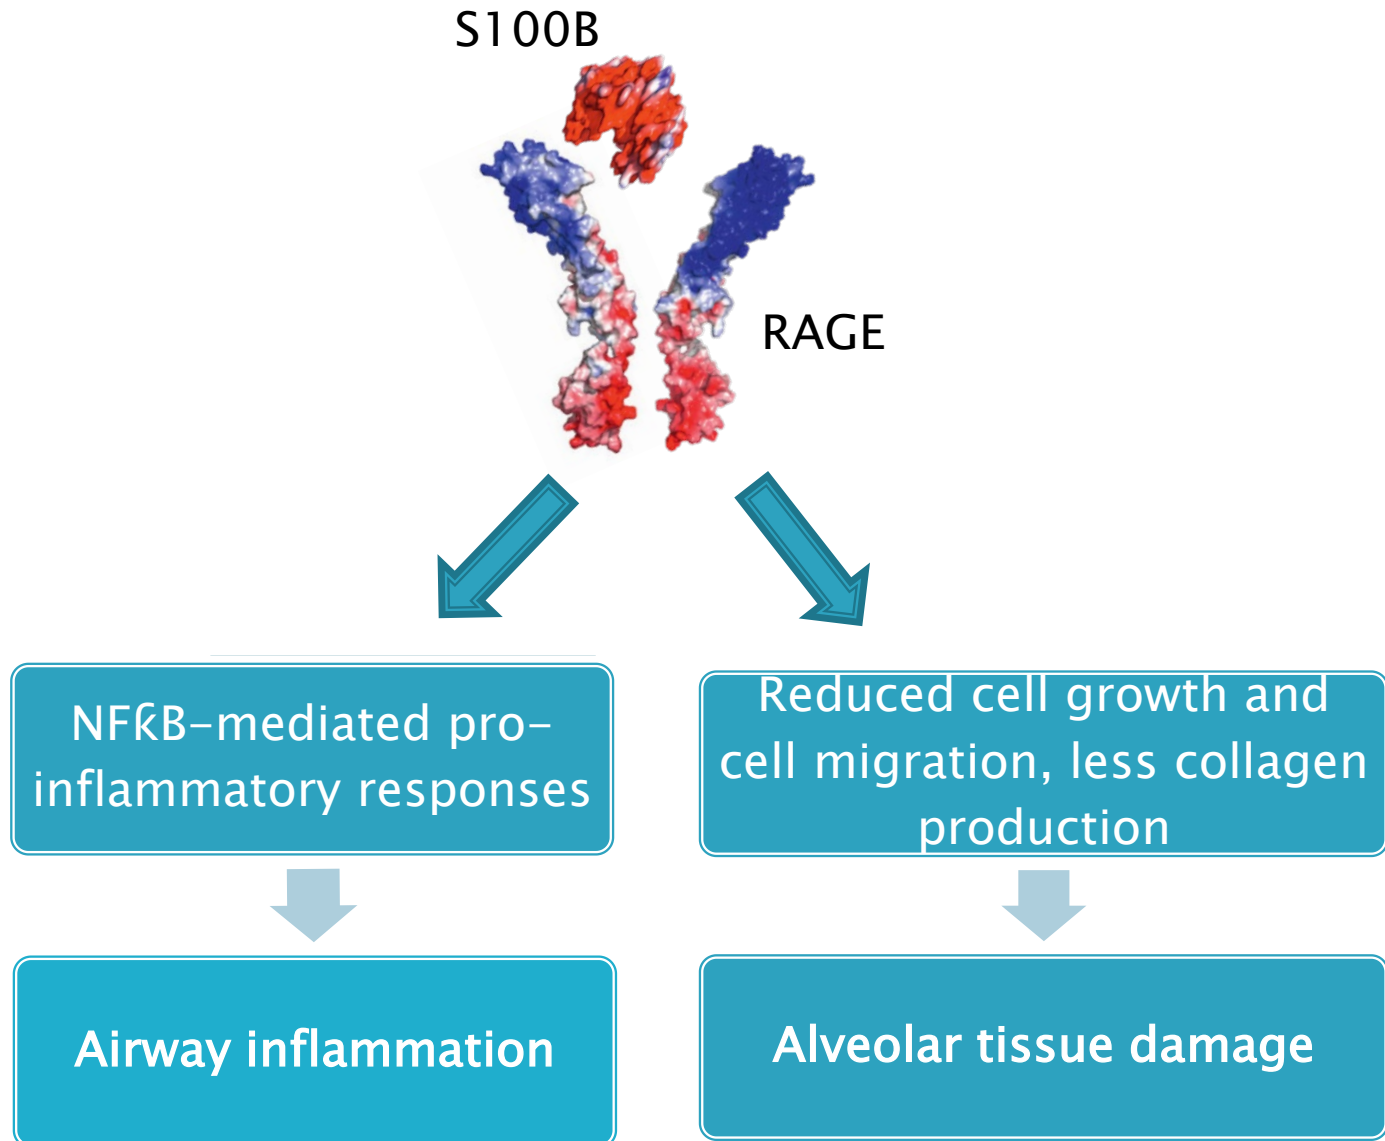 S100B
RAGE
NFƙB-mediated pro-
inflammatory responses
Reduced cell growth and
cell migration, less collagen
production
Airway inflammation
Alveolar tissue damage